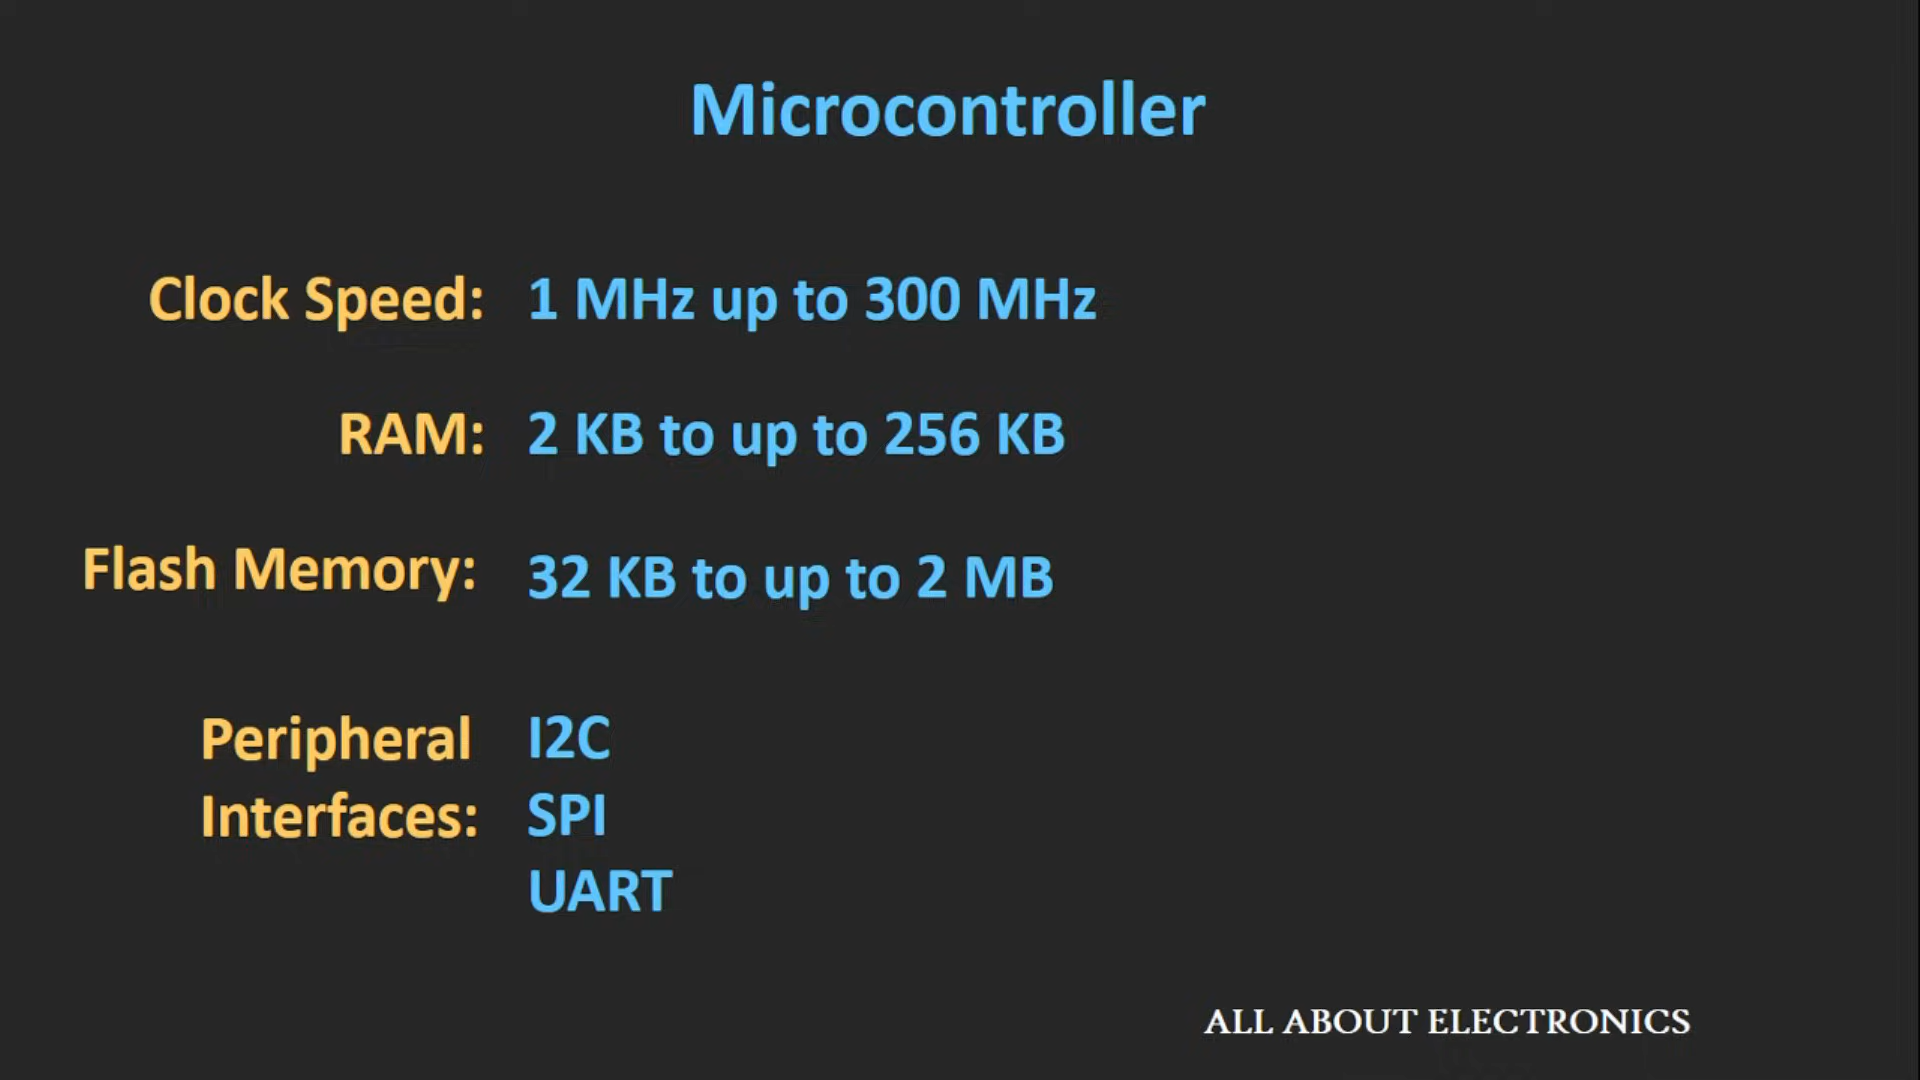 Microcontroller
Clock Speed: 1 MHz up to 300 MHz
RAM: 2 KB to up to 256 KB
Flash Memory: 32 KB to up to 2 MB
Peripheral I2C
Interfaces: SPI
UART
ALL ABOUT ELECTRONICS